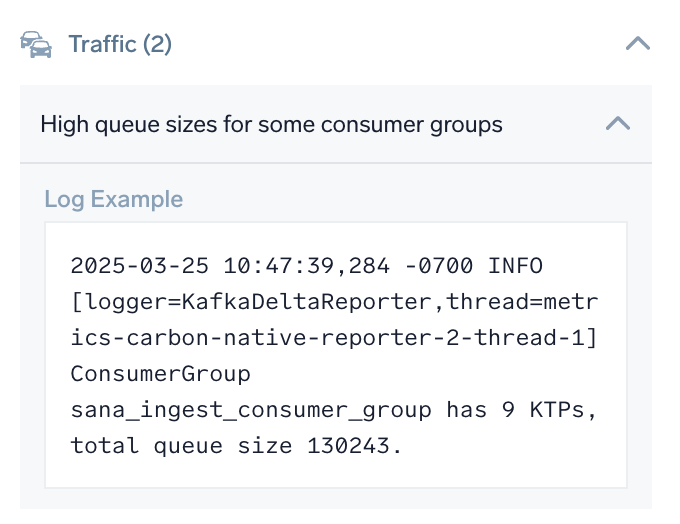 Traffic (2)
High queue sizes for some consumer groups
Log Example
2025-03-25 10:47:39,284 -0700 INFO
[logger=KafkaDeltaReporter,thread=metr
ics-carbon-native-reporter-2-thread-1]
ConsumerGroup
sana_ingest_consumer_group has 9 KTPs,
total queue size 130243.